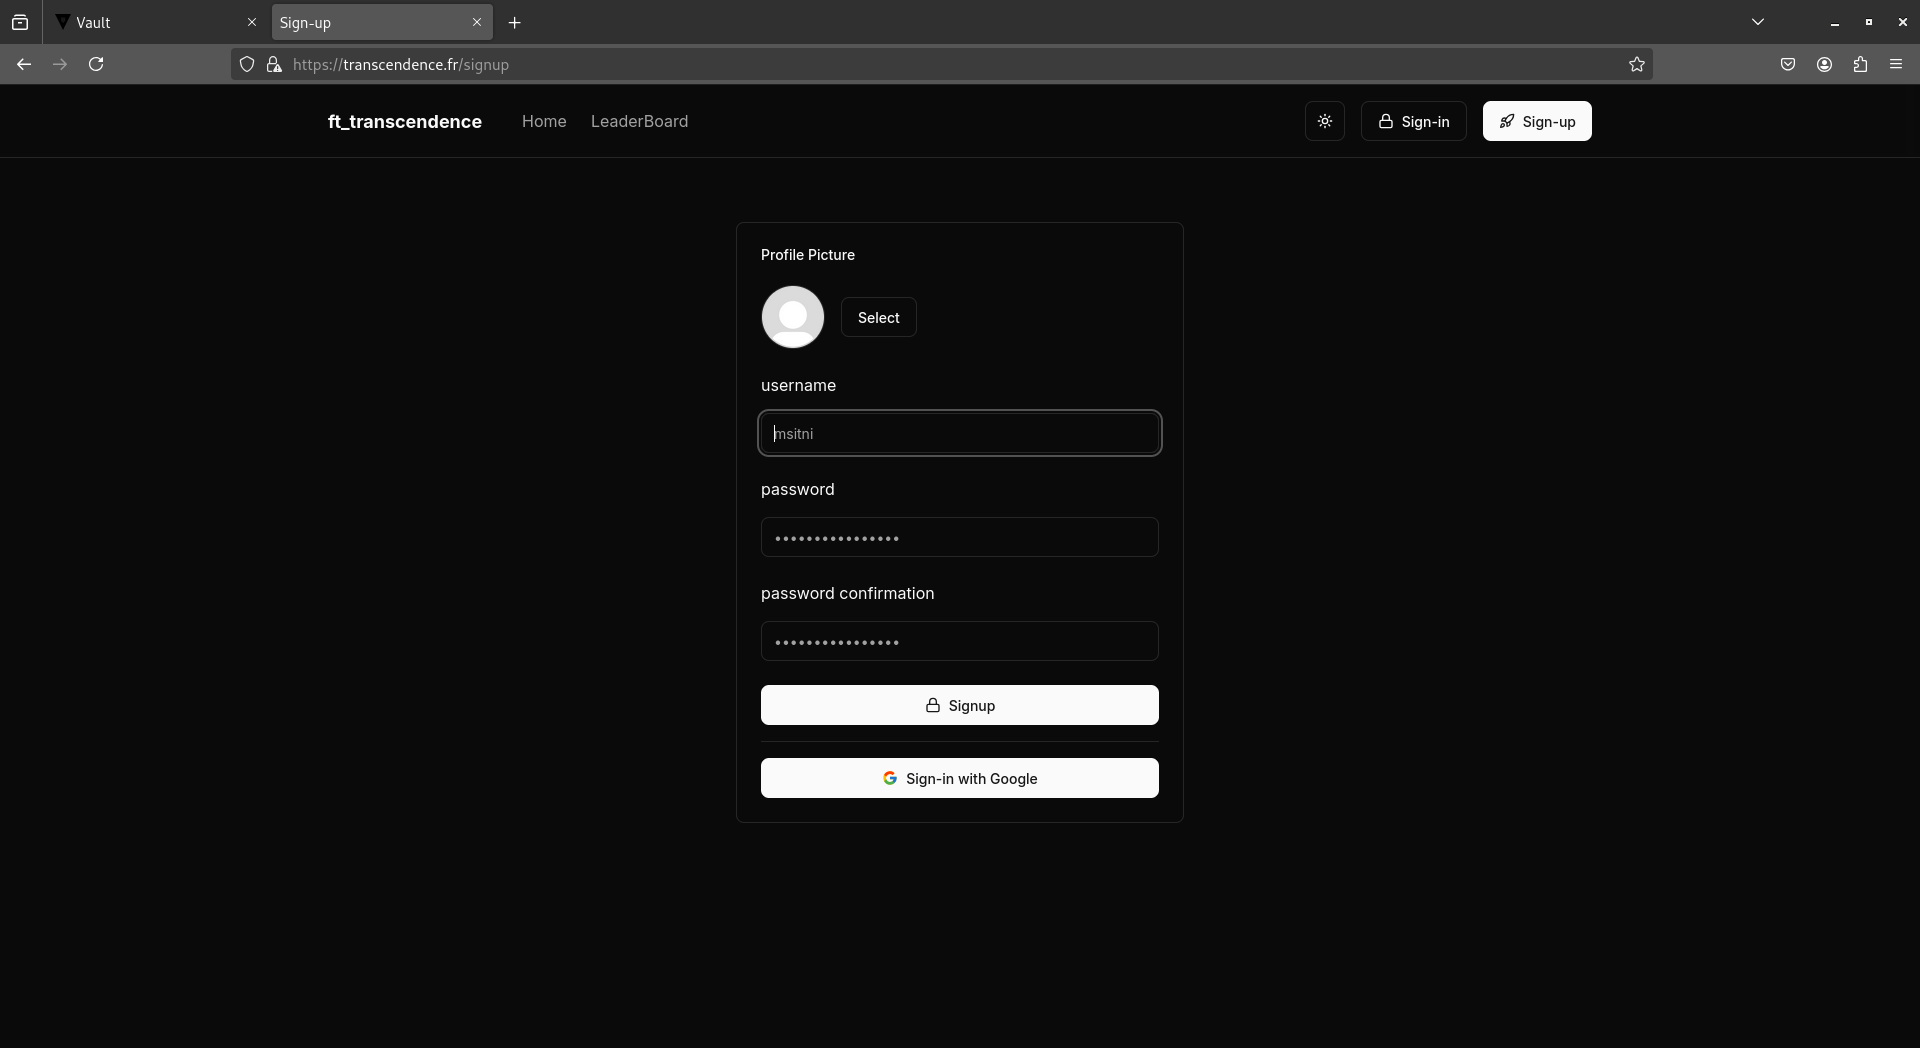 Vault
Sign-up
https://transcendence.fr/signup
ft_transcendence Home LeaderBoard Sign-in Sign-up
Profile Picture
Select
username
msitni
password
••••••••••••••••
password confirmation
••••••••••••••••
Signup
Sign-in with Google